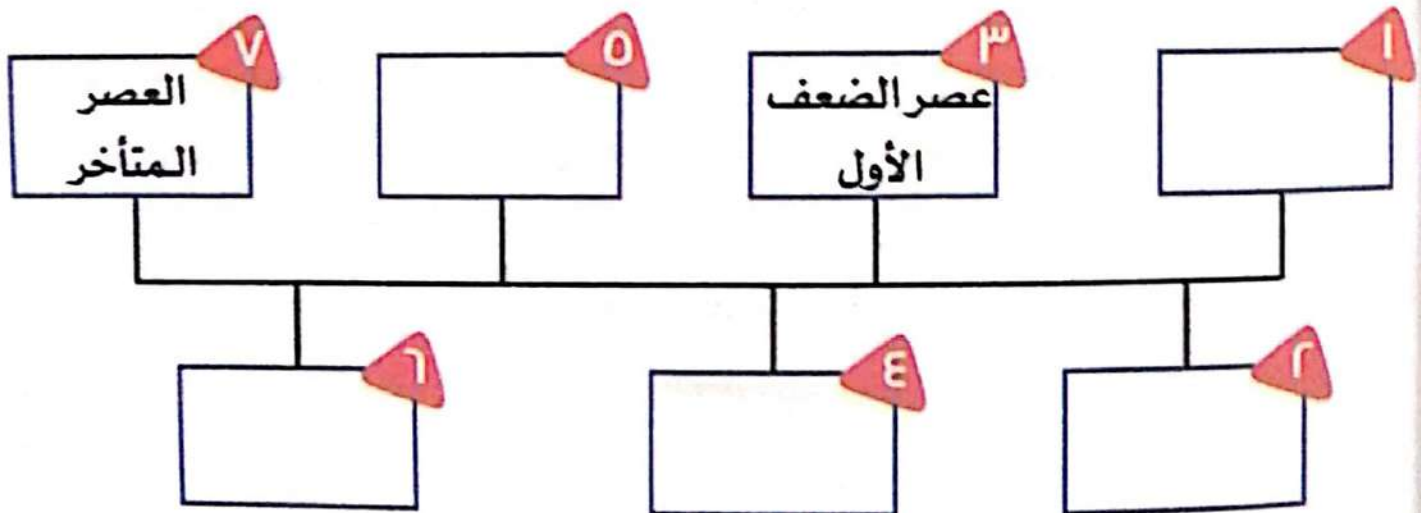 ١
٣
عصر الضعف
الأول
٥
٧
العصر
المتأخر
٢
٤
٦